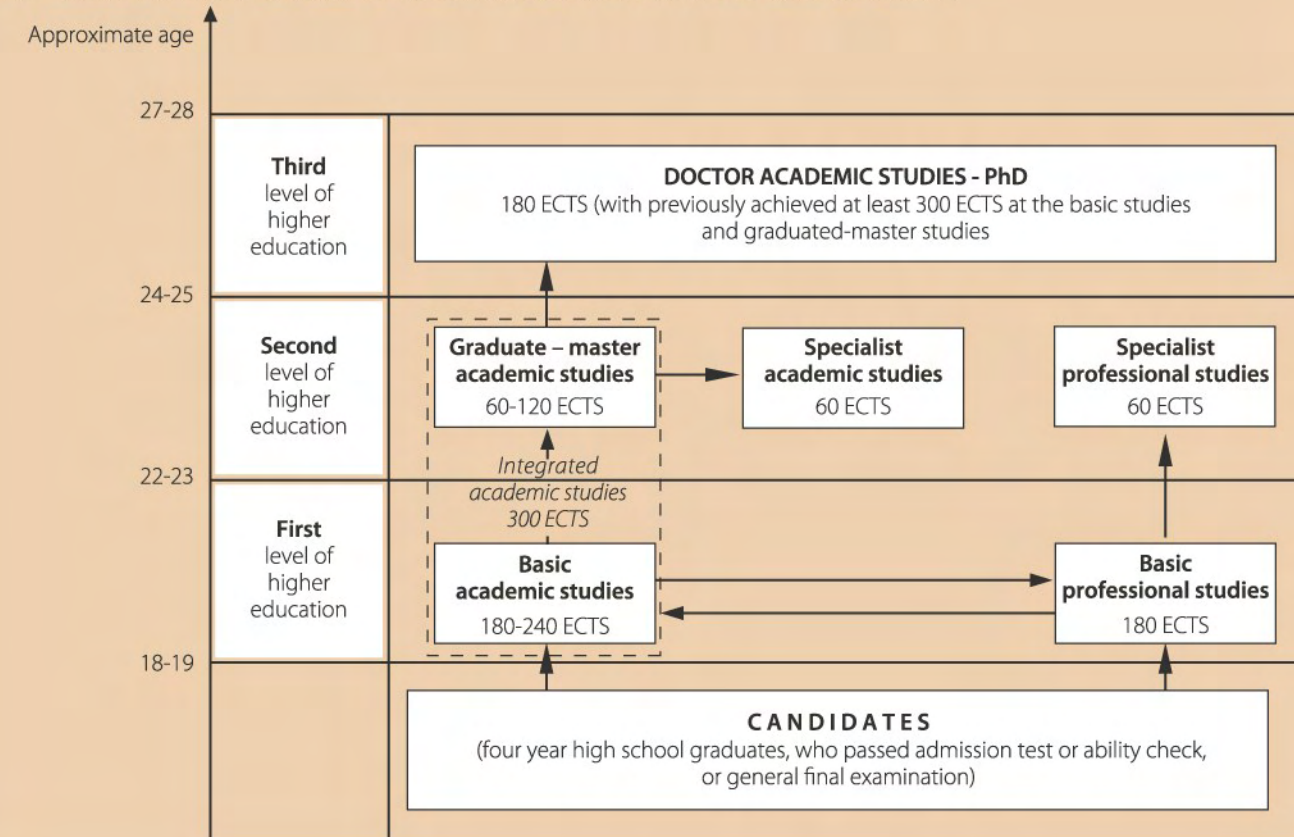 Approximate age
27-28
Third
level of
higher
education
DOCTOR ACADEMIC STUDIES - PhD
180 ECTS (with previously achieved at least 300 ECTS at the basic studies
and graduated-master studies
24-25
Second
level of
higher
education
Graduate – master
academic studies
60-120 ECTS
Specialist
academic studies
60 ECTS
Specialist
professional studies
60 ECTS
22-23
Integrated
academic studies
300 ECTS
First
level of
higher
education
Basic
academic studies
180-240 ECTS
Basic
professional studies
180 ECTS
18-19
CANDIDATES
(four year high school graduates, who passed admission test or ability check,
or general final examination)